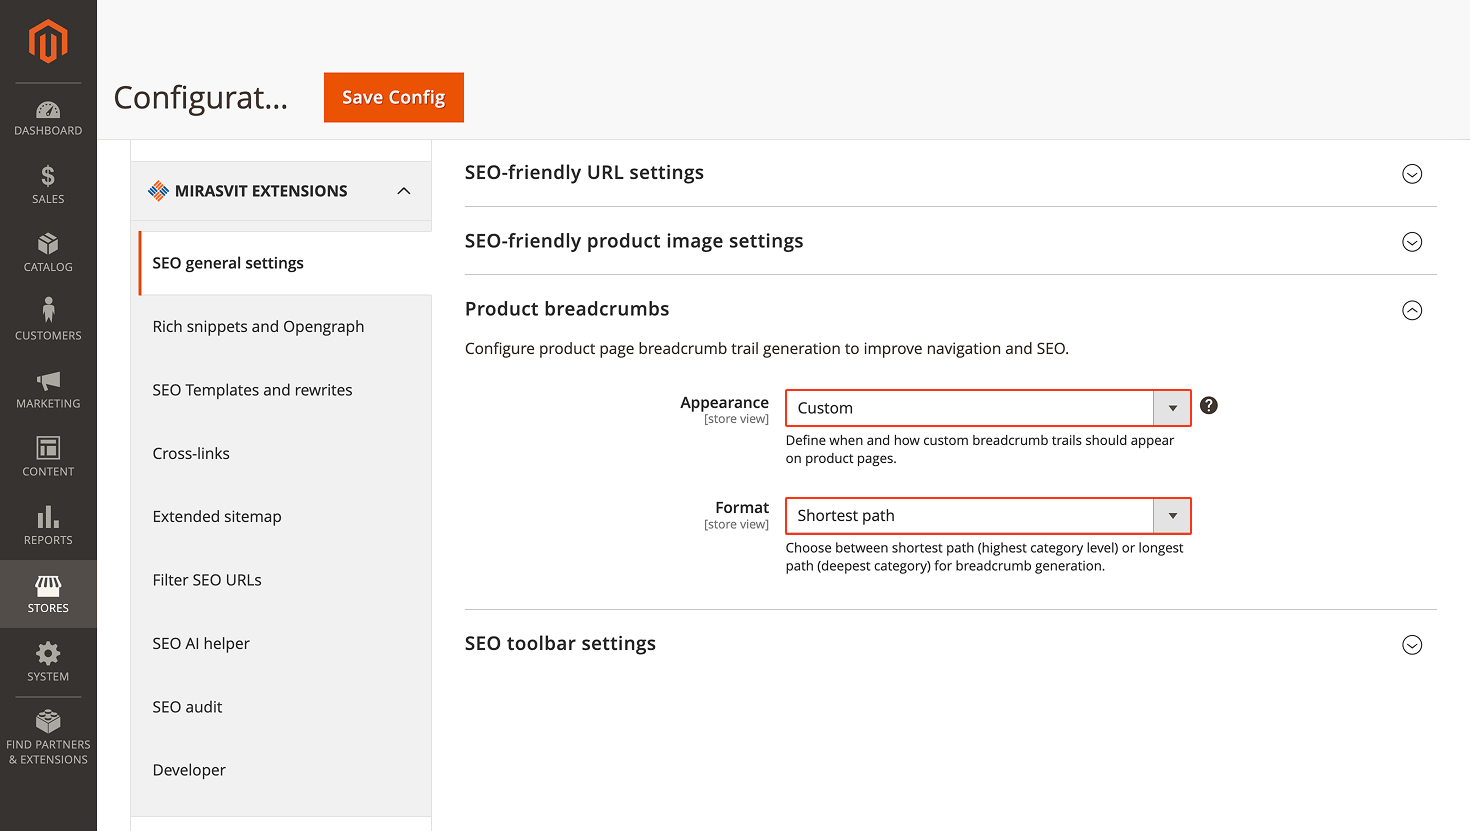 Configurat...
Save Config
DASHBOARD
SALES
CATALOG
CUSTOMERS
MARKETING
CONTENT
REPORTS
STORES
SYSTEM
FIND PARTNERS
& EXTENSIONS
MIRASVIT EXTENSIONS
SEO general settings
Rich snippets and Opengraph
SEO Templates and rewrites
Cross-links
Extended sitemap
Filter SEO URLs
SEO AI helper
SEO audit
Developer
SEO-friendly URL settings
SEO-friendly product image settings
Product breadcrumbs
Configure product page breadcrumb trail generation to improve navigation and SEO.
Appearance
[store view]
Custom
?
Define when and how custom breadcrumb trails should appear
on product pages.
Format
[store view]
Shortest path
Choose between shortest path (highest category level) or longest
path (deepest category) for breadcrumb generation.
SEO toolbar settings